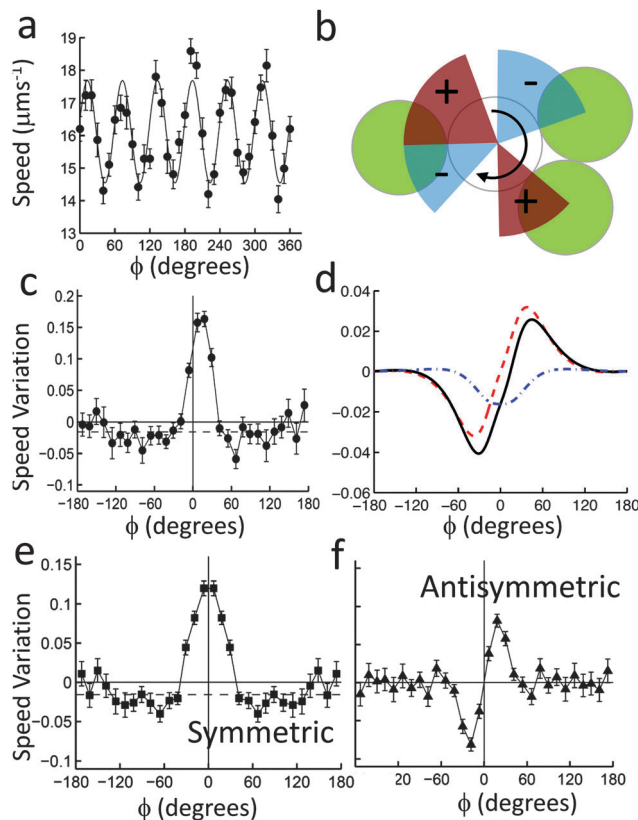 a
Speed (μms⁻¹)
19
18
17
16
15
14
13
0 60 120 180 240 300 360
ϕ (degrees)
b
+
-
-
+
c
Speed Variation
0.2
0.15
0.1
0.05
0
-0.05
-0.1
-180 -120 -60 0 60 120 180
ϕ (degrees)
d
0.04
0.02
0
-0.02
-0.04
-0.06
-180 -120 -60 0 60 120 180
ϕ (degrees)
e
Speed Variation
0.15
0.1
0.05
0
-0.05
-0.1
Symmetric
-180 -120 -60 0 60 120 180
ϕ (degrees)
f
Antisymmetric
20 -60 0 60 120 180
ϕ (degrees)